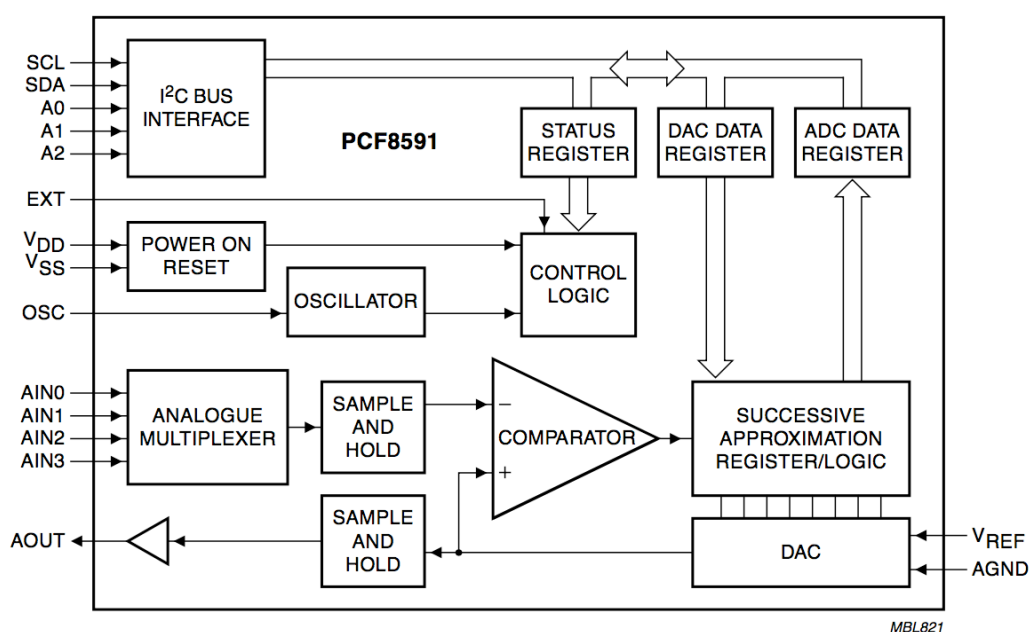 SCL
SDA
A0
A1
A2
I2C BUS
INTERFACE
PCF8591
STATUS
REGISTER
DAC DATA
REGISTER
ADC DATA
REGISTER
EXT
VDD
VSS
POWER ON
RESET
OSC
OSCILLATOR
CONTROL
LOGIC
AIN0
AIN1
AIN2
AIN3
ANALOGUE
MULTIPLEXER
SAMPLE
AND
HOLD
−
COMPARATOR
+
SUCCESSIVE
APPROXIMATION
REGISTER/LOGIC
AOUT
SAMPLE
AND
HOLD
DAC
VREF
AGND
MBL821